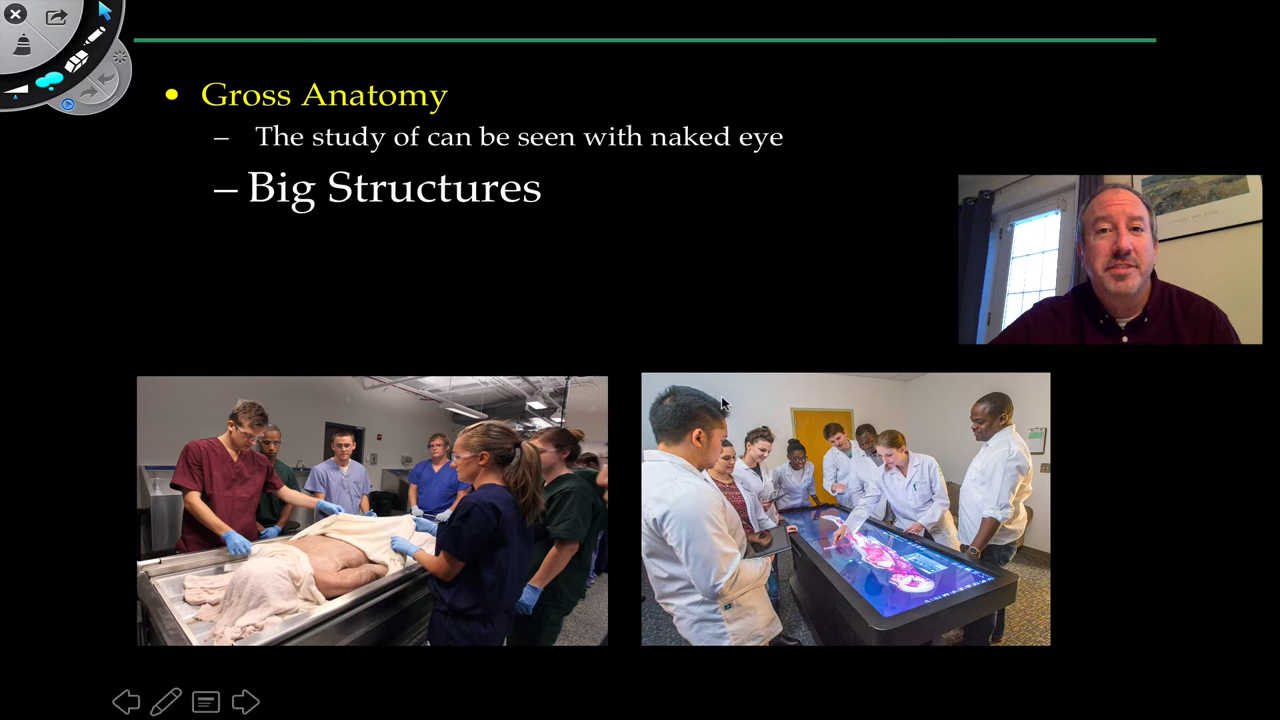 • Gross Anatomy
– The study of can be seen with naked eye
– Big Structures